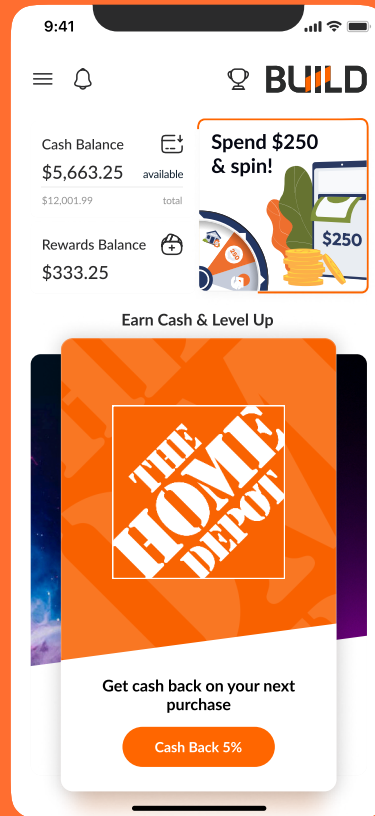 9:41
BUILD
Cash Balance
$5,663.25 available
$12,001.99 total
Rewards Balance
$333.25
Spend $250
& spin!
$250
Earn Cash & Level Up
THE
HOME
DEPOT
Get cash back on your next
purchase
Cash Back 5%